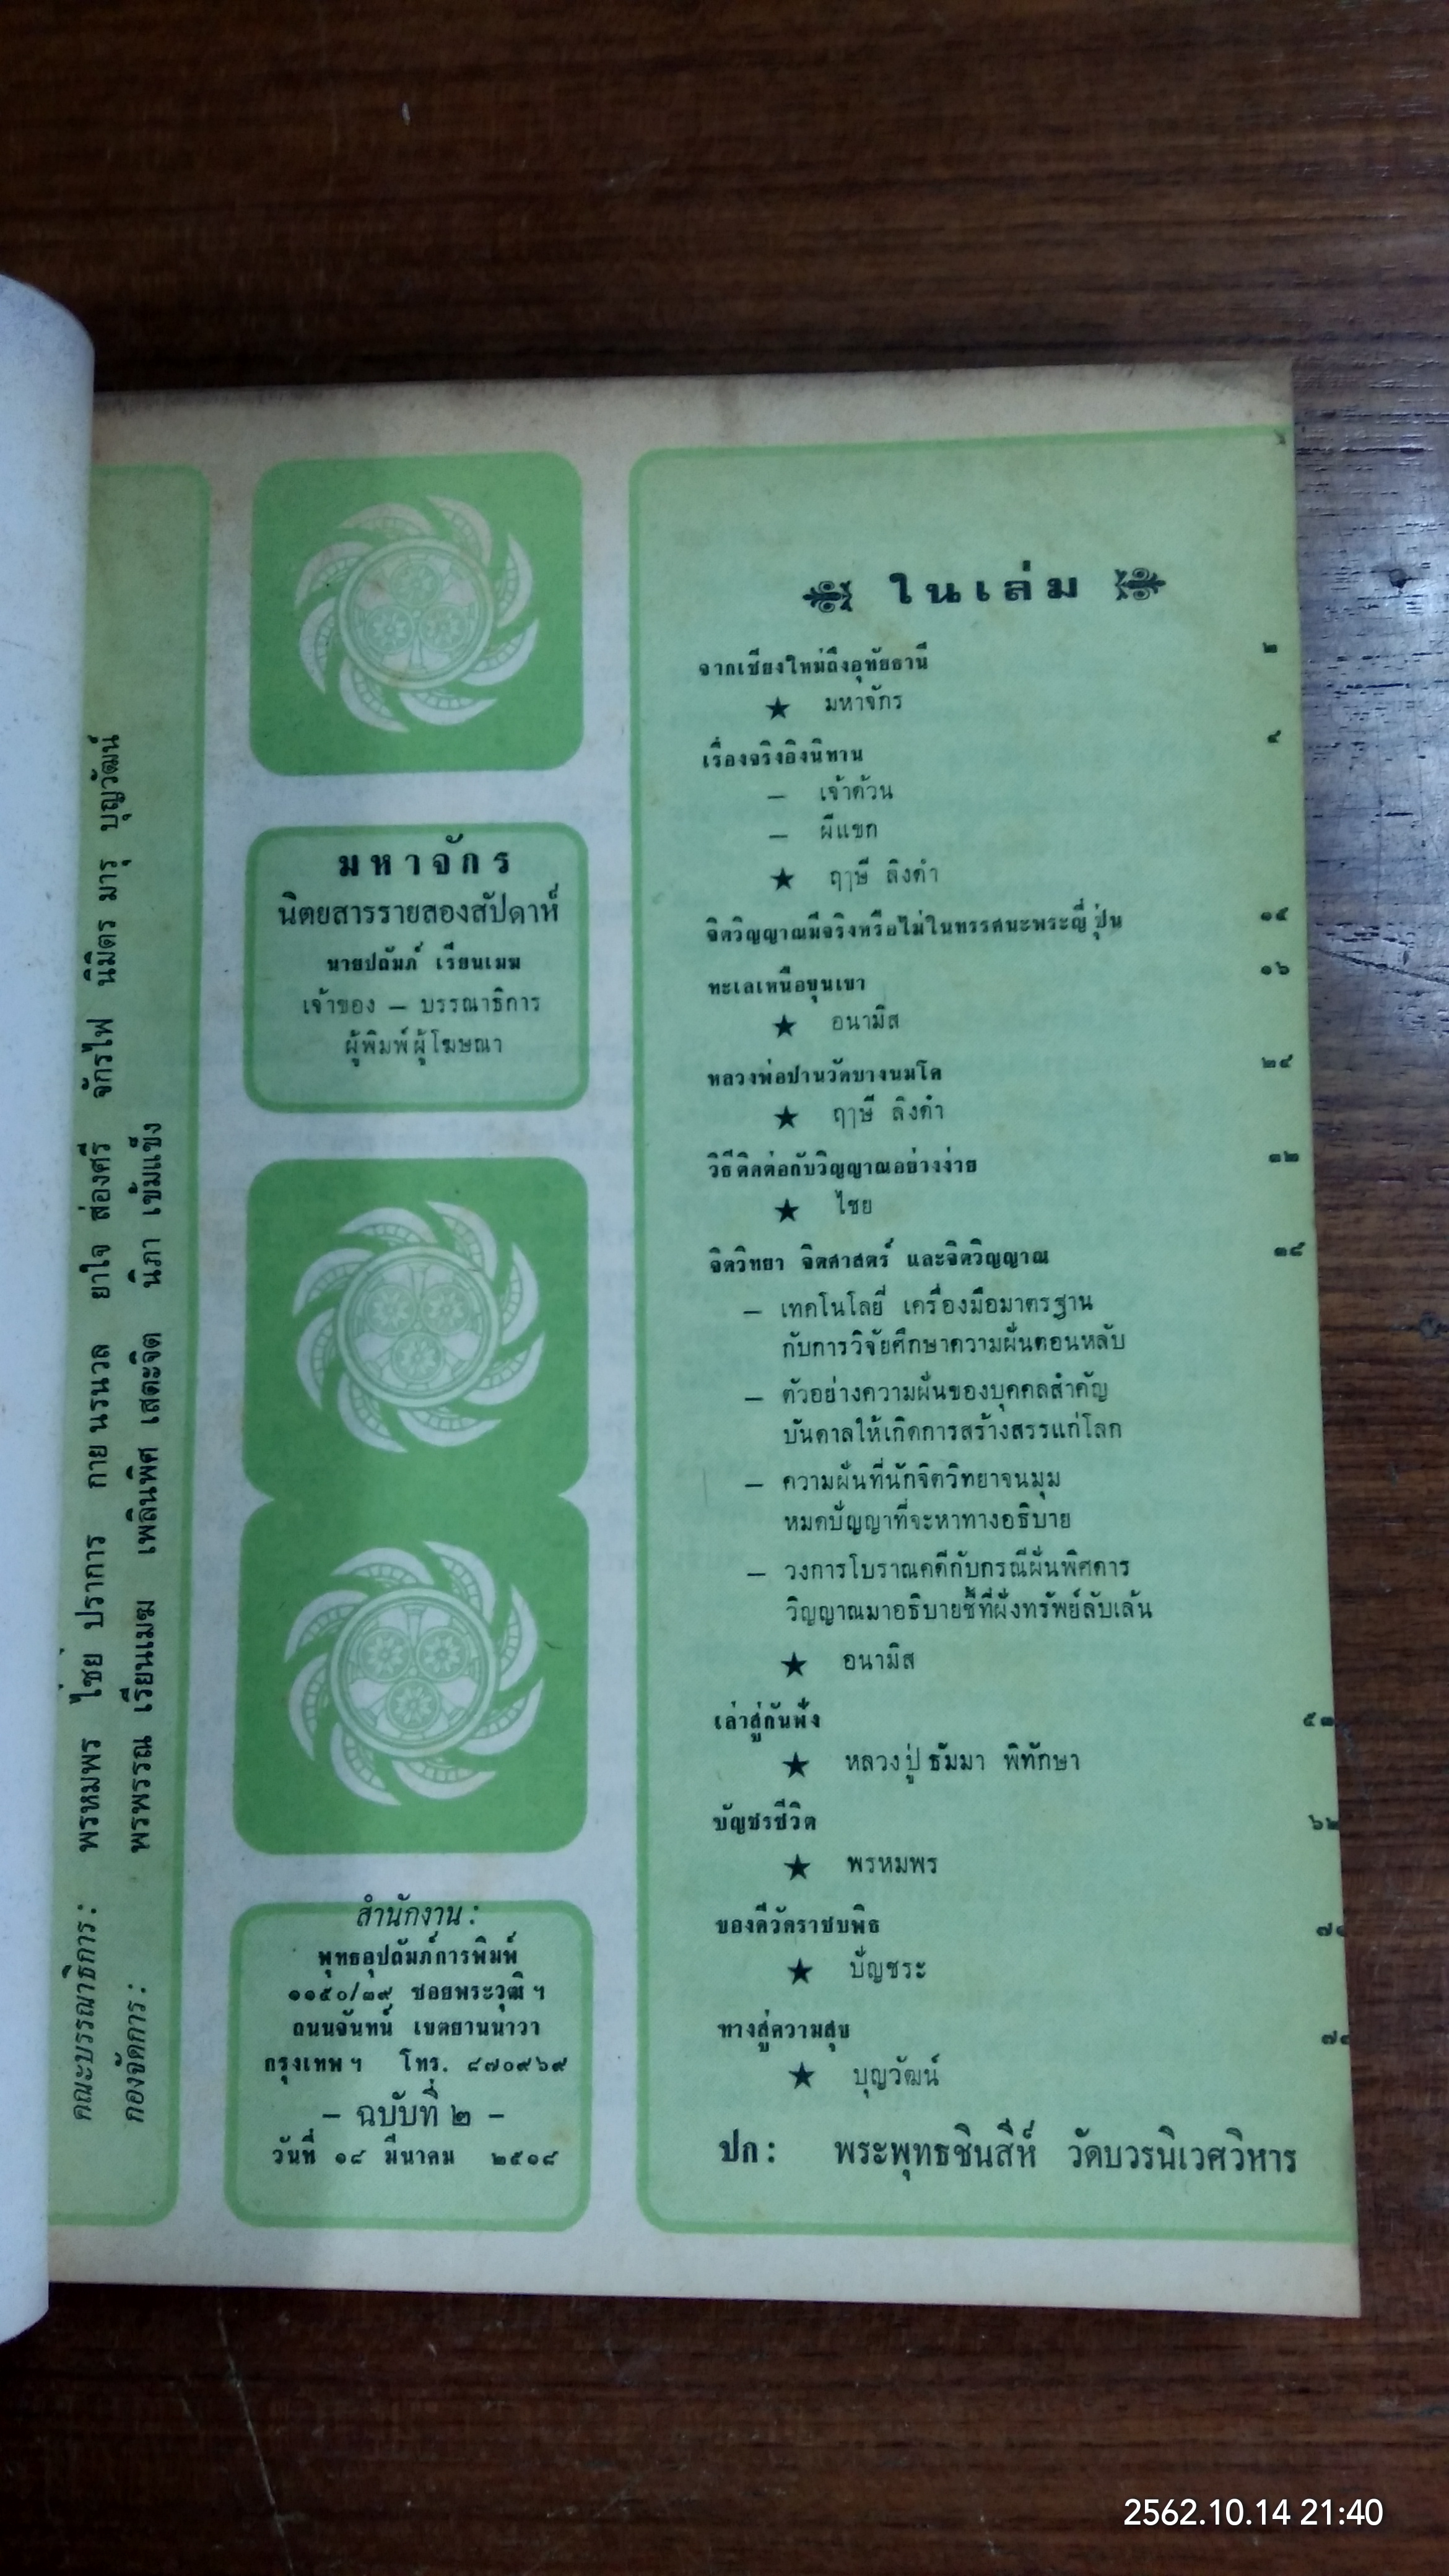 คณะบรรณาธิการ : พรหมพร ไชย ปราการ กาย นรนวล ยาใจ ส่องศรี จักรไฟ นิมิตร มารุ บุญวัฒน์
กองจัดการ : พรพรรณ เรียนเมฆ เพลินพิศ เสตะจิต นิภา เข้มแข็ง
มหาจักร
นิตยสารรายสองสัปดาห์
นายปถัมภ์ เรียนเมฆ
เจ้าของ – บรรณาธิการ
ผู้พิมพ์ผู้โฆษณา
สำนักงาน :
พุทธอุปถัมภ์การพิมพ์
๑๑๕๐/๓๙ ซอยพระวุฒิ ฯ
ถนนจันทน์ เขตยานนาวา
กรุงเทพ ฯ โทร. ๘๗๐๙๖๙
– ฉบับที่ ๒ –
วันที่ ๑๘ มีนาคม ๒๕๑๘
ในเล่ม
จากเชียงใหม่ถึงอุทัยธานี ๒
★ มหาจักร
เรื่องจริงอิงนิทาน ๔
– เจ้าด้วน
– ผีแขก
★ ฤาษี ลิงดำ
จิตวิญญาณมีจริงหรือไม่ในทรรศนะพระญี่ปุ่น ๑๕
ทะเลเหนือขุนเขา ๑๖
★ อนามิส
หลวงพ่อปานวัดบางนมโค ๒๔
★ ฤาษี ลิงดำ
วิธีติดต่อกับวิญญาณอย่างง่าย ๓๒
★ ไชย
จิตวิทยา จิตศาสตร์ และจิตวิญญาณ
– เทคโนโลยี่ เครื่องมือมาตรฐาน
กับการวิจัยศึกษาความฝันตอนหลับ
– ตัวอย่างความฝันของบุคคลสำคัญ
บันดาลให้เกิดการสร้างสรรแก่โลก
– ความฝันที่นักจิตวิทยาจนมุม
หมดปัญญาที่จะหาทางอธิบาย
– วงการโบราณคดีกับกรณีฝันพิศดาร
วิญญาณมาอธิบายชี้ที่ฝังทรัพย์ลับเล้น
★ อนามิส
เล่าสู่กันฟัง ๕๓
★ หลวงปู่ ธัมมา พิทักษา
บัญชรชีวิต ๖๒
★ พรหมพร
ของดีวัดราชบพิธ
★ บัญชระ
ทางสู่ความสุข
★ บุญวัฒน์
ปก : พระพุทธชินสีห์ วัดบวรนิเวศวิหาร
2562.10.14 21:40